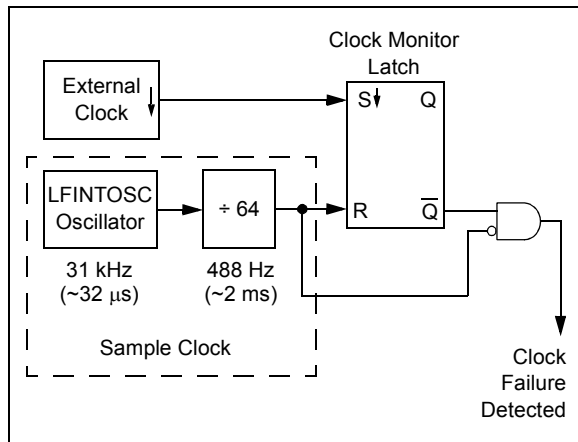 Clock Monitor
Latch
External
Clock
S
Q
LFINTOSC
Oscillator
÷ 64
R
Q̅
31 kHz
(~32 μs)
488 Hz
(~2 ms)
Sample Clock
Clock
Failure
Detected